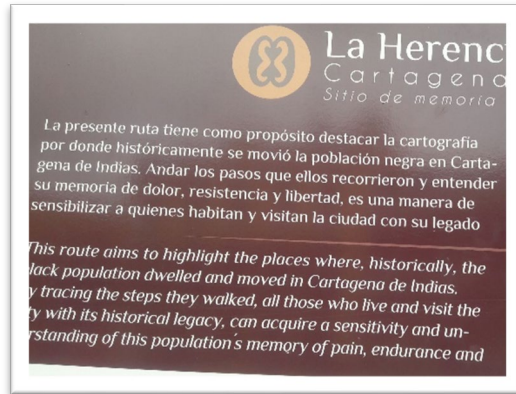 La Herenc
Cartagena
Sitio de memoria
La presente ruta tiene como propósito destacar la cartografía
por donde históricamente se movió la población negra en Carta-
gena de Indias. Andar los pasos que ellos recorrieron y entender
su memoria de dolor, resistencia y libertad, es una manera de
sensibilizar a quienes habitan y visitan la ciudad con su legado
This route aims to highlight the places where, historically, the
lack population dwelled and moved in Cartagena de Indias.
y tracing the steps they walked, all those who live and visit the
ty with its historical legacy, can acquire a sensitivity and un-
rstanding of this population's memory of pain, endurance and